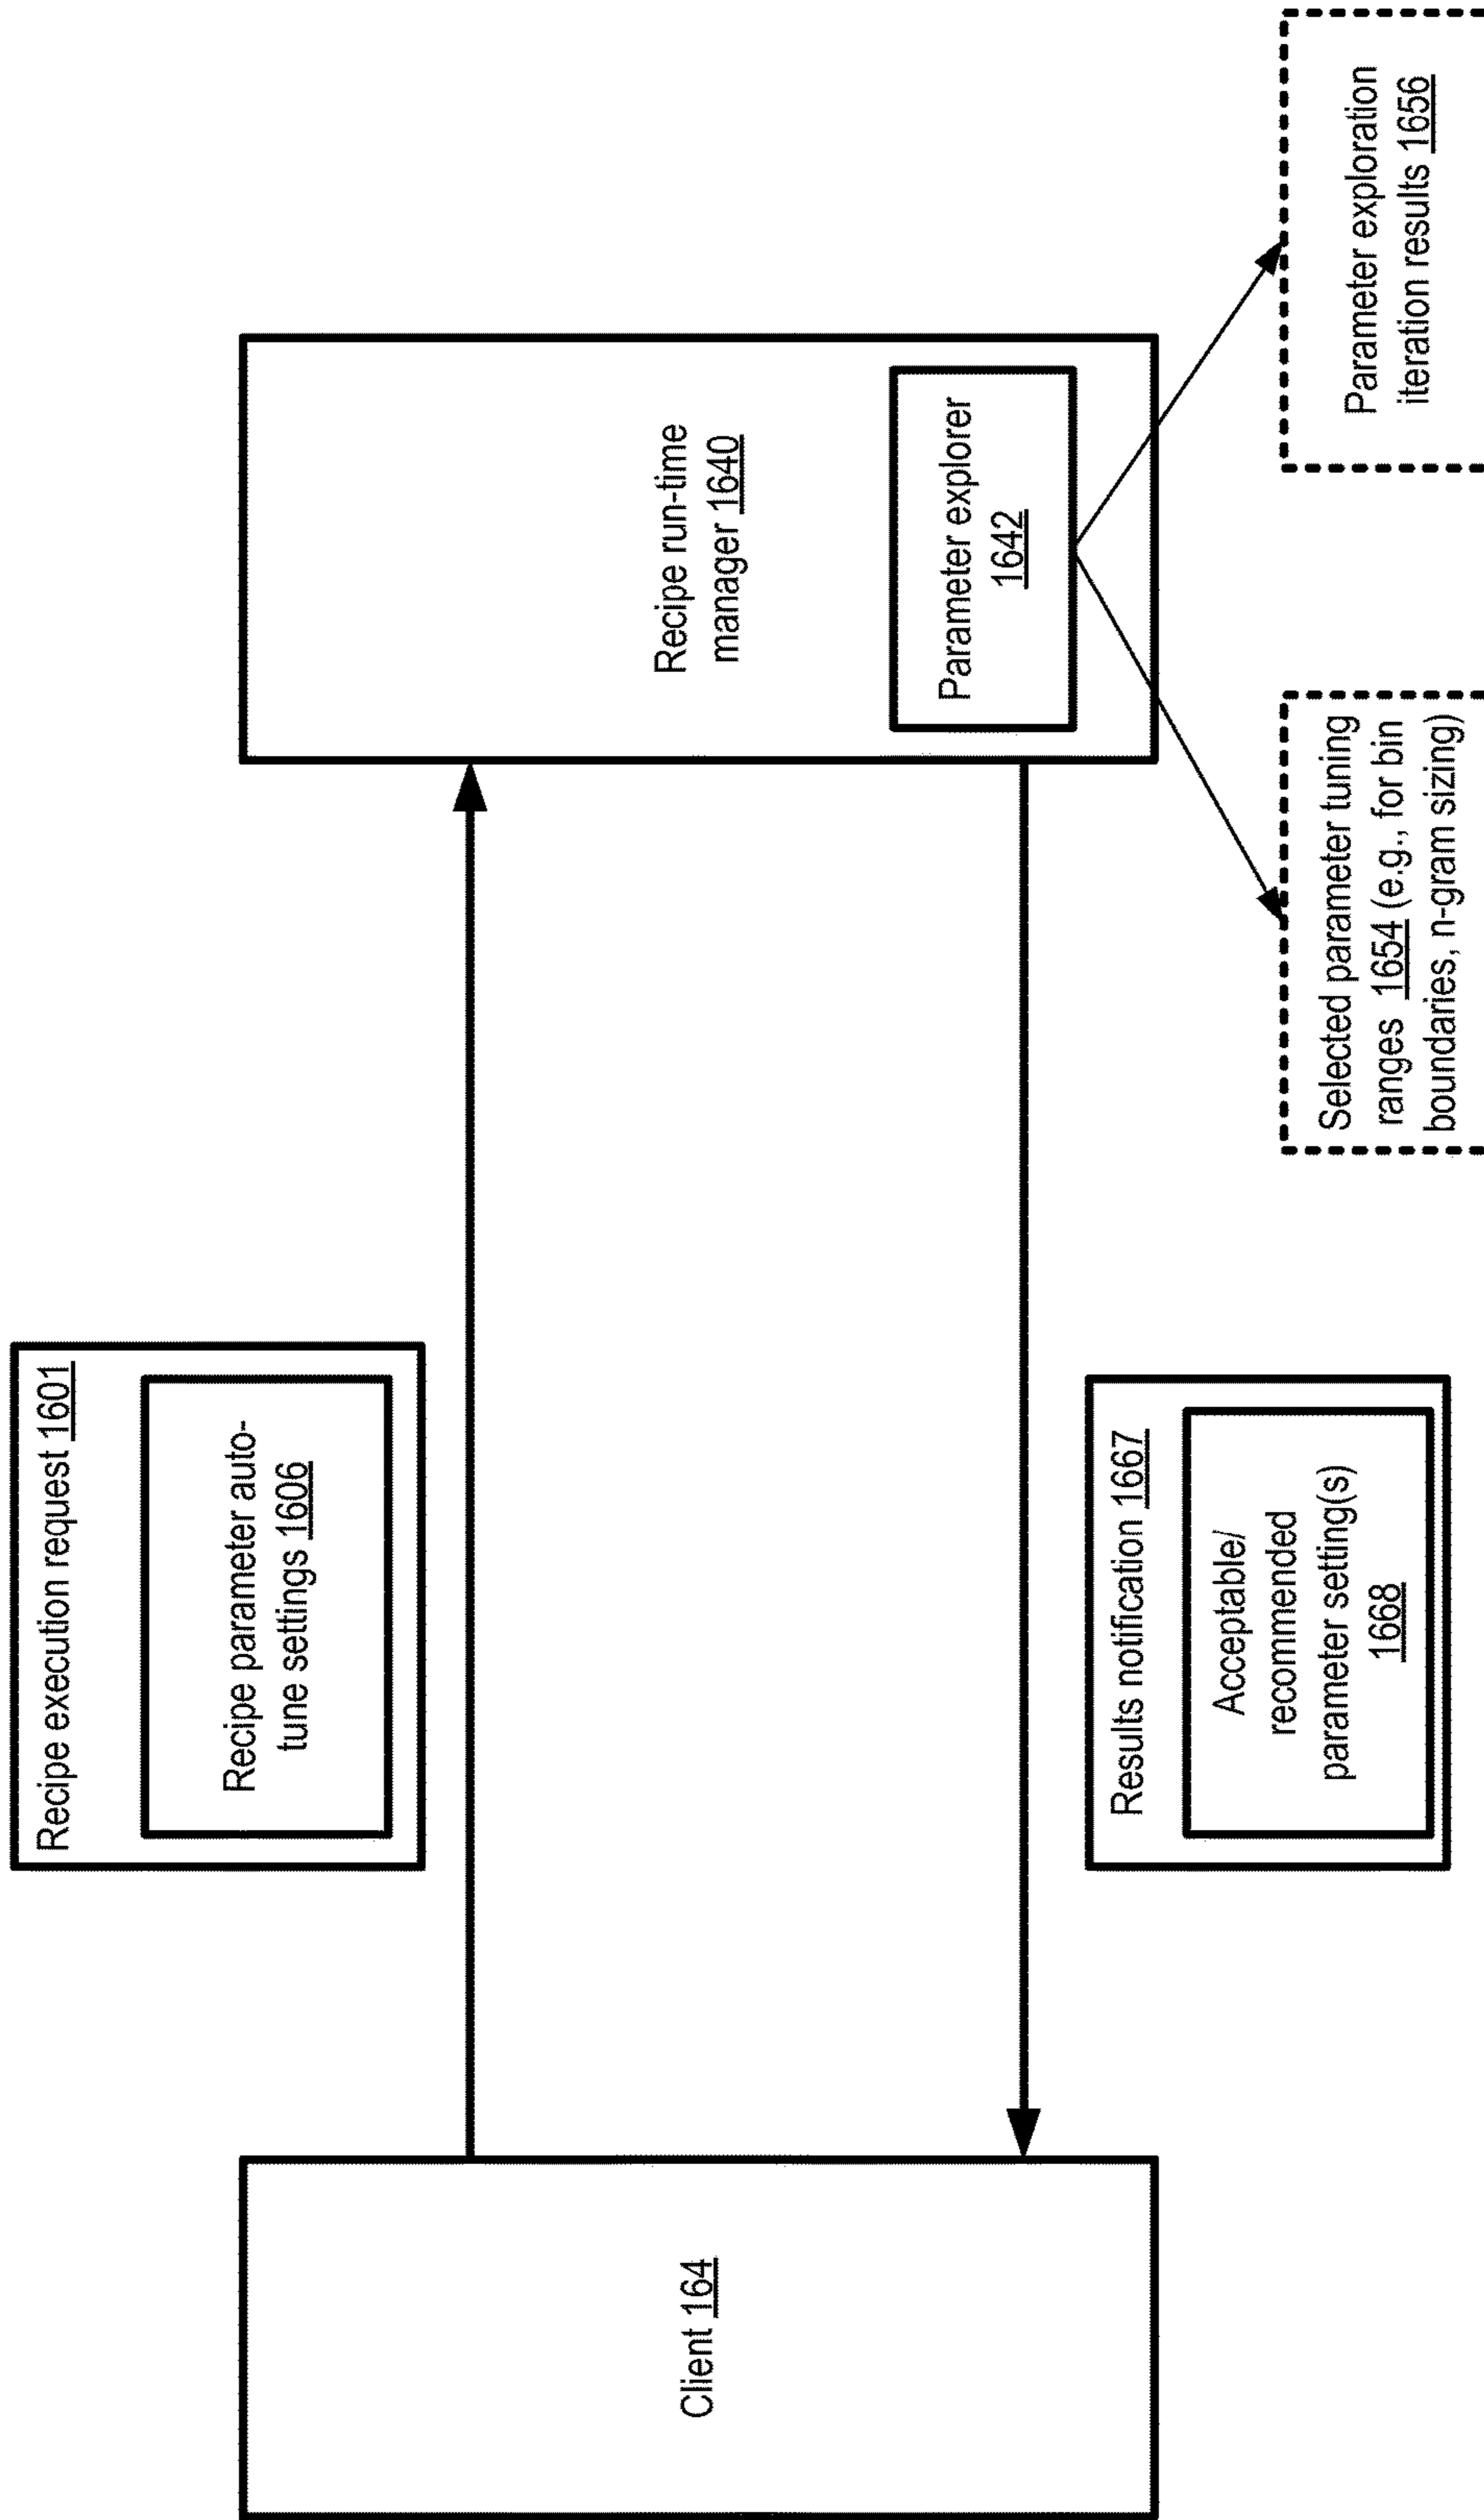 Recipe execution request 1601
Recipe parameter auto-
tune settings 1606
Client 164
Recipe run-time
manager 1640
Parameter explorer
1642
Results notification 1667
Acceptable/
recommended
parameter setting(s)
1668
Selected parameter tuning
ranges 1654 (e.g., for bin
boundaries, n-gram sizing)
Parameter exploration
iteration results 1656